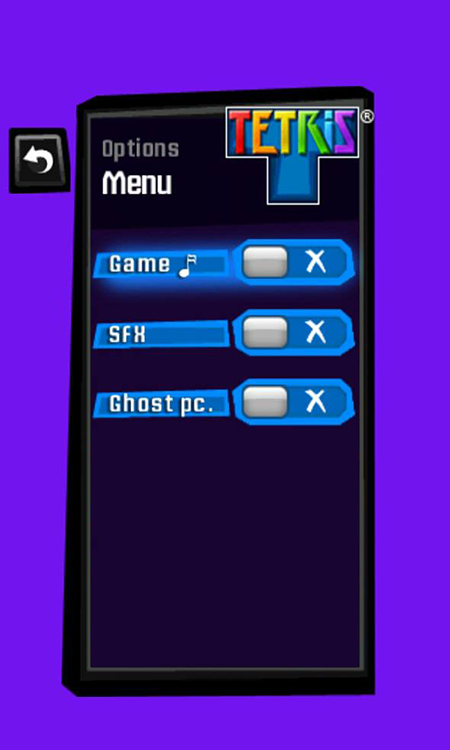 TETRiS®
Options
Menu
Game ♪ X
SFX X
Ghost pc. X